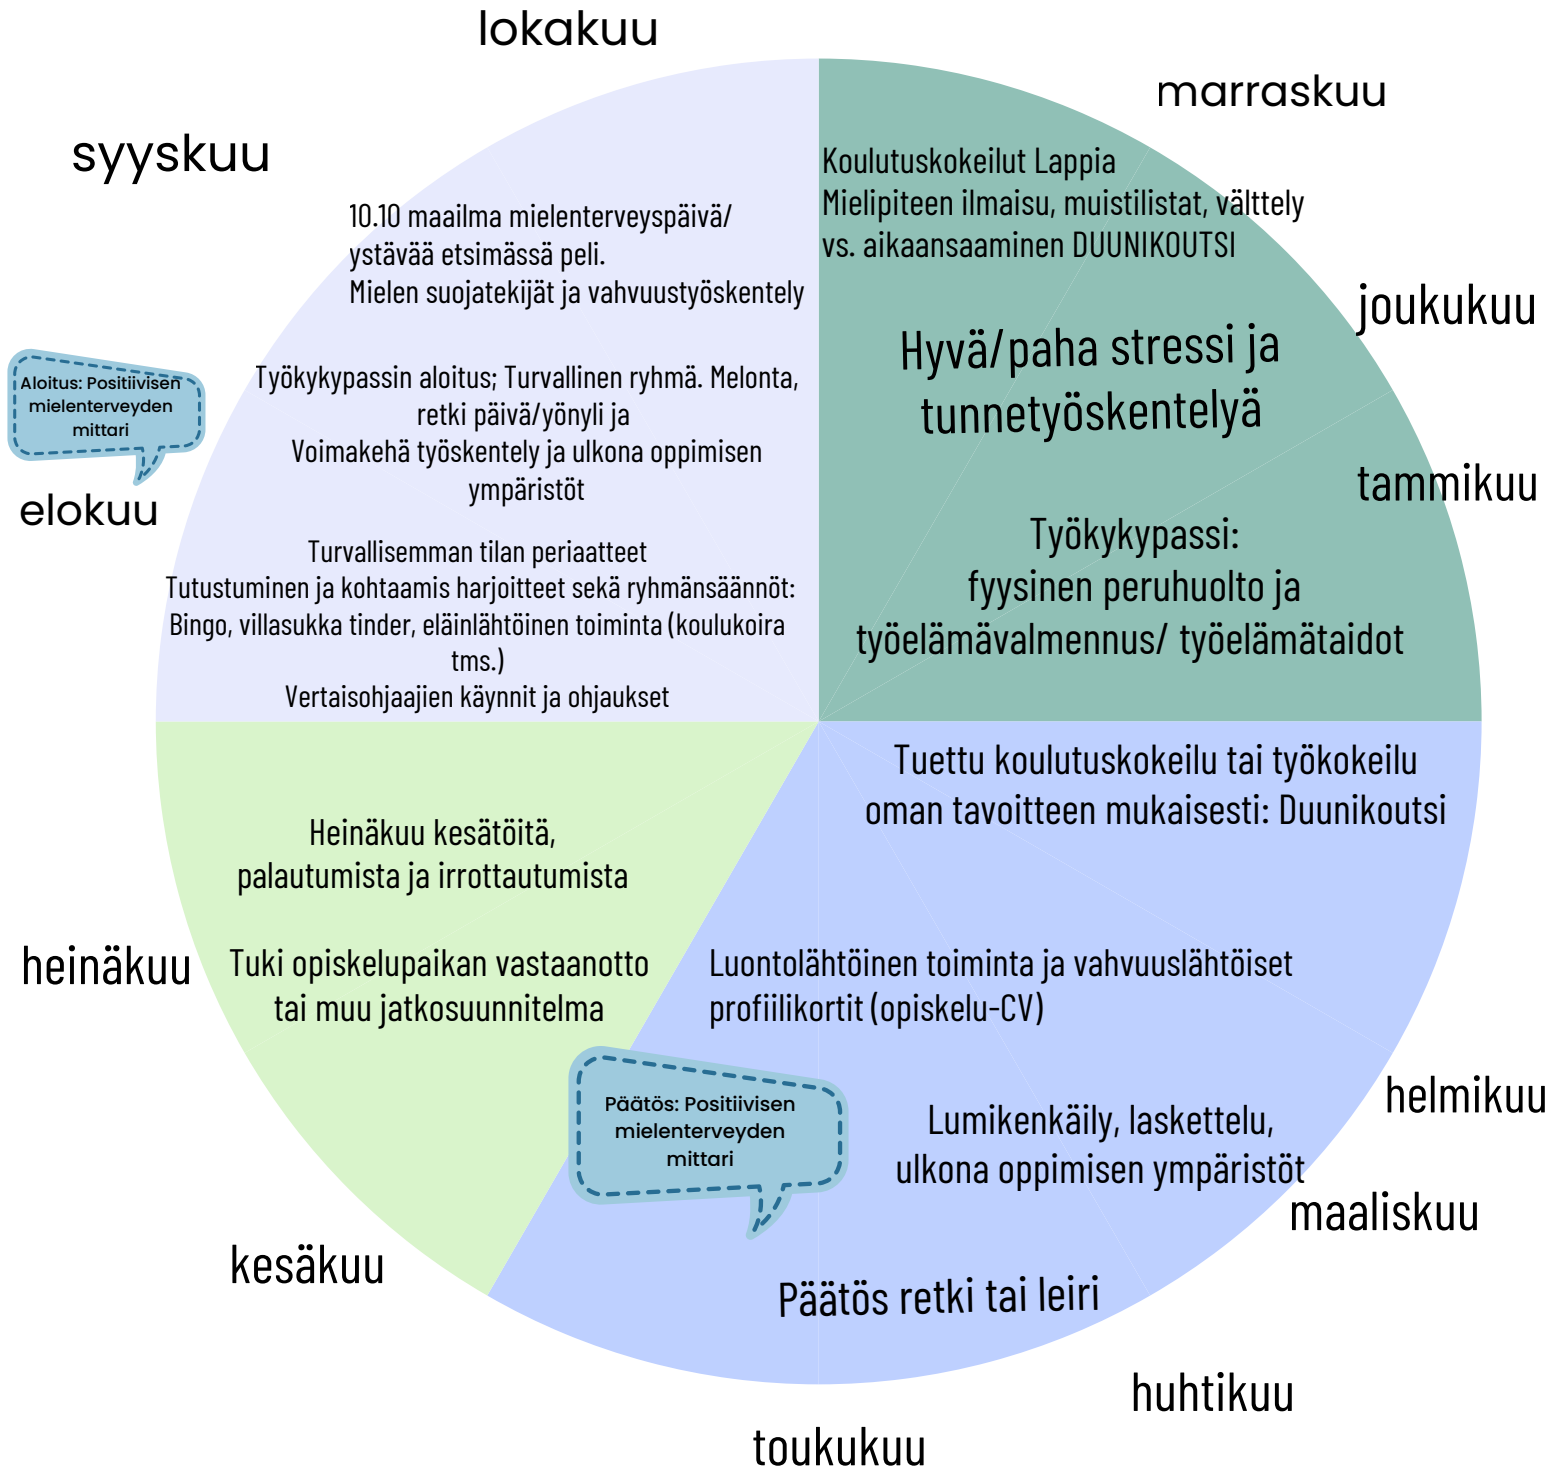 lokakuu
marraskuu
syyskuu
Koulutuskokeilut Lappia
Mielipiteen ilmaisu, muistilistat, välttely
vs. aikaansaaminen DUUNIKOUTSI
10.10 maailma mielenterveyspäivä/
ystävää etsimässä peli.
Mielen suojatekijät ja vahvuustyöskentely
joukukuu
Hyvä/paha stressi ja
tunnetyöskentelyä
Aloitus: Positiivisen
mielenterveyden
mittari
Työkykypassin aloitus; Turvallinen ryhmä. Melonta,
retki päivä/yönyli ja
Voimakehä työskentely ja ulkona oppimisen
ympäristöt
tammikuu
elokuu
Työkykypassi:
fyysinen peruhuolto ja
työelämävalmennus/ työelämätaidot
Turvallisemman tilan periaatteet
Tutustuminen ja kohtaamis harjoitteet sekä ryhmänsäännöt:
Bingo, villasukka tinder, eläinlähtöinen toiminta (koulukoira
tms.)
Vertaisohjaajien käynnit ja ohjaukset
Tuettu koulutuskokeilu tai työkokeilu
oman tavoitteen mukaisesti: Duunikoutsi
Heinäkuu kesätöitä,
palautumista ja irrottautumista
heinäkuu
Tuki opiskelupaikan vastaanotto
tai muu jatkosuunnitelma
Luontolähtöinen toiminta ja vahvuuslähtöiset
profiilikortit (opiskelu-CV)
helmikuu
Päätös: Positiivisen
mielenterveyden
mittari
Lumikenkäily, laskettelu,
ulkona oppimisen ympäristöt
maaliskuu
kesäkuu
Päätös retki tai leiri
huhtikuu
toukukuu